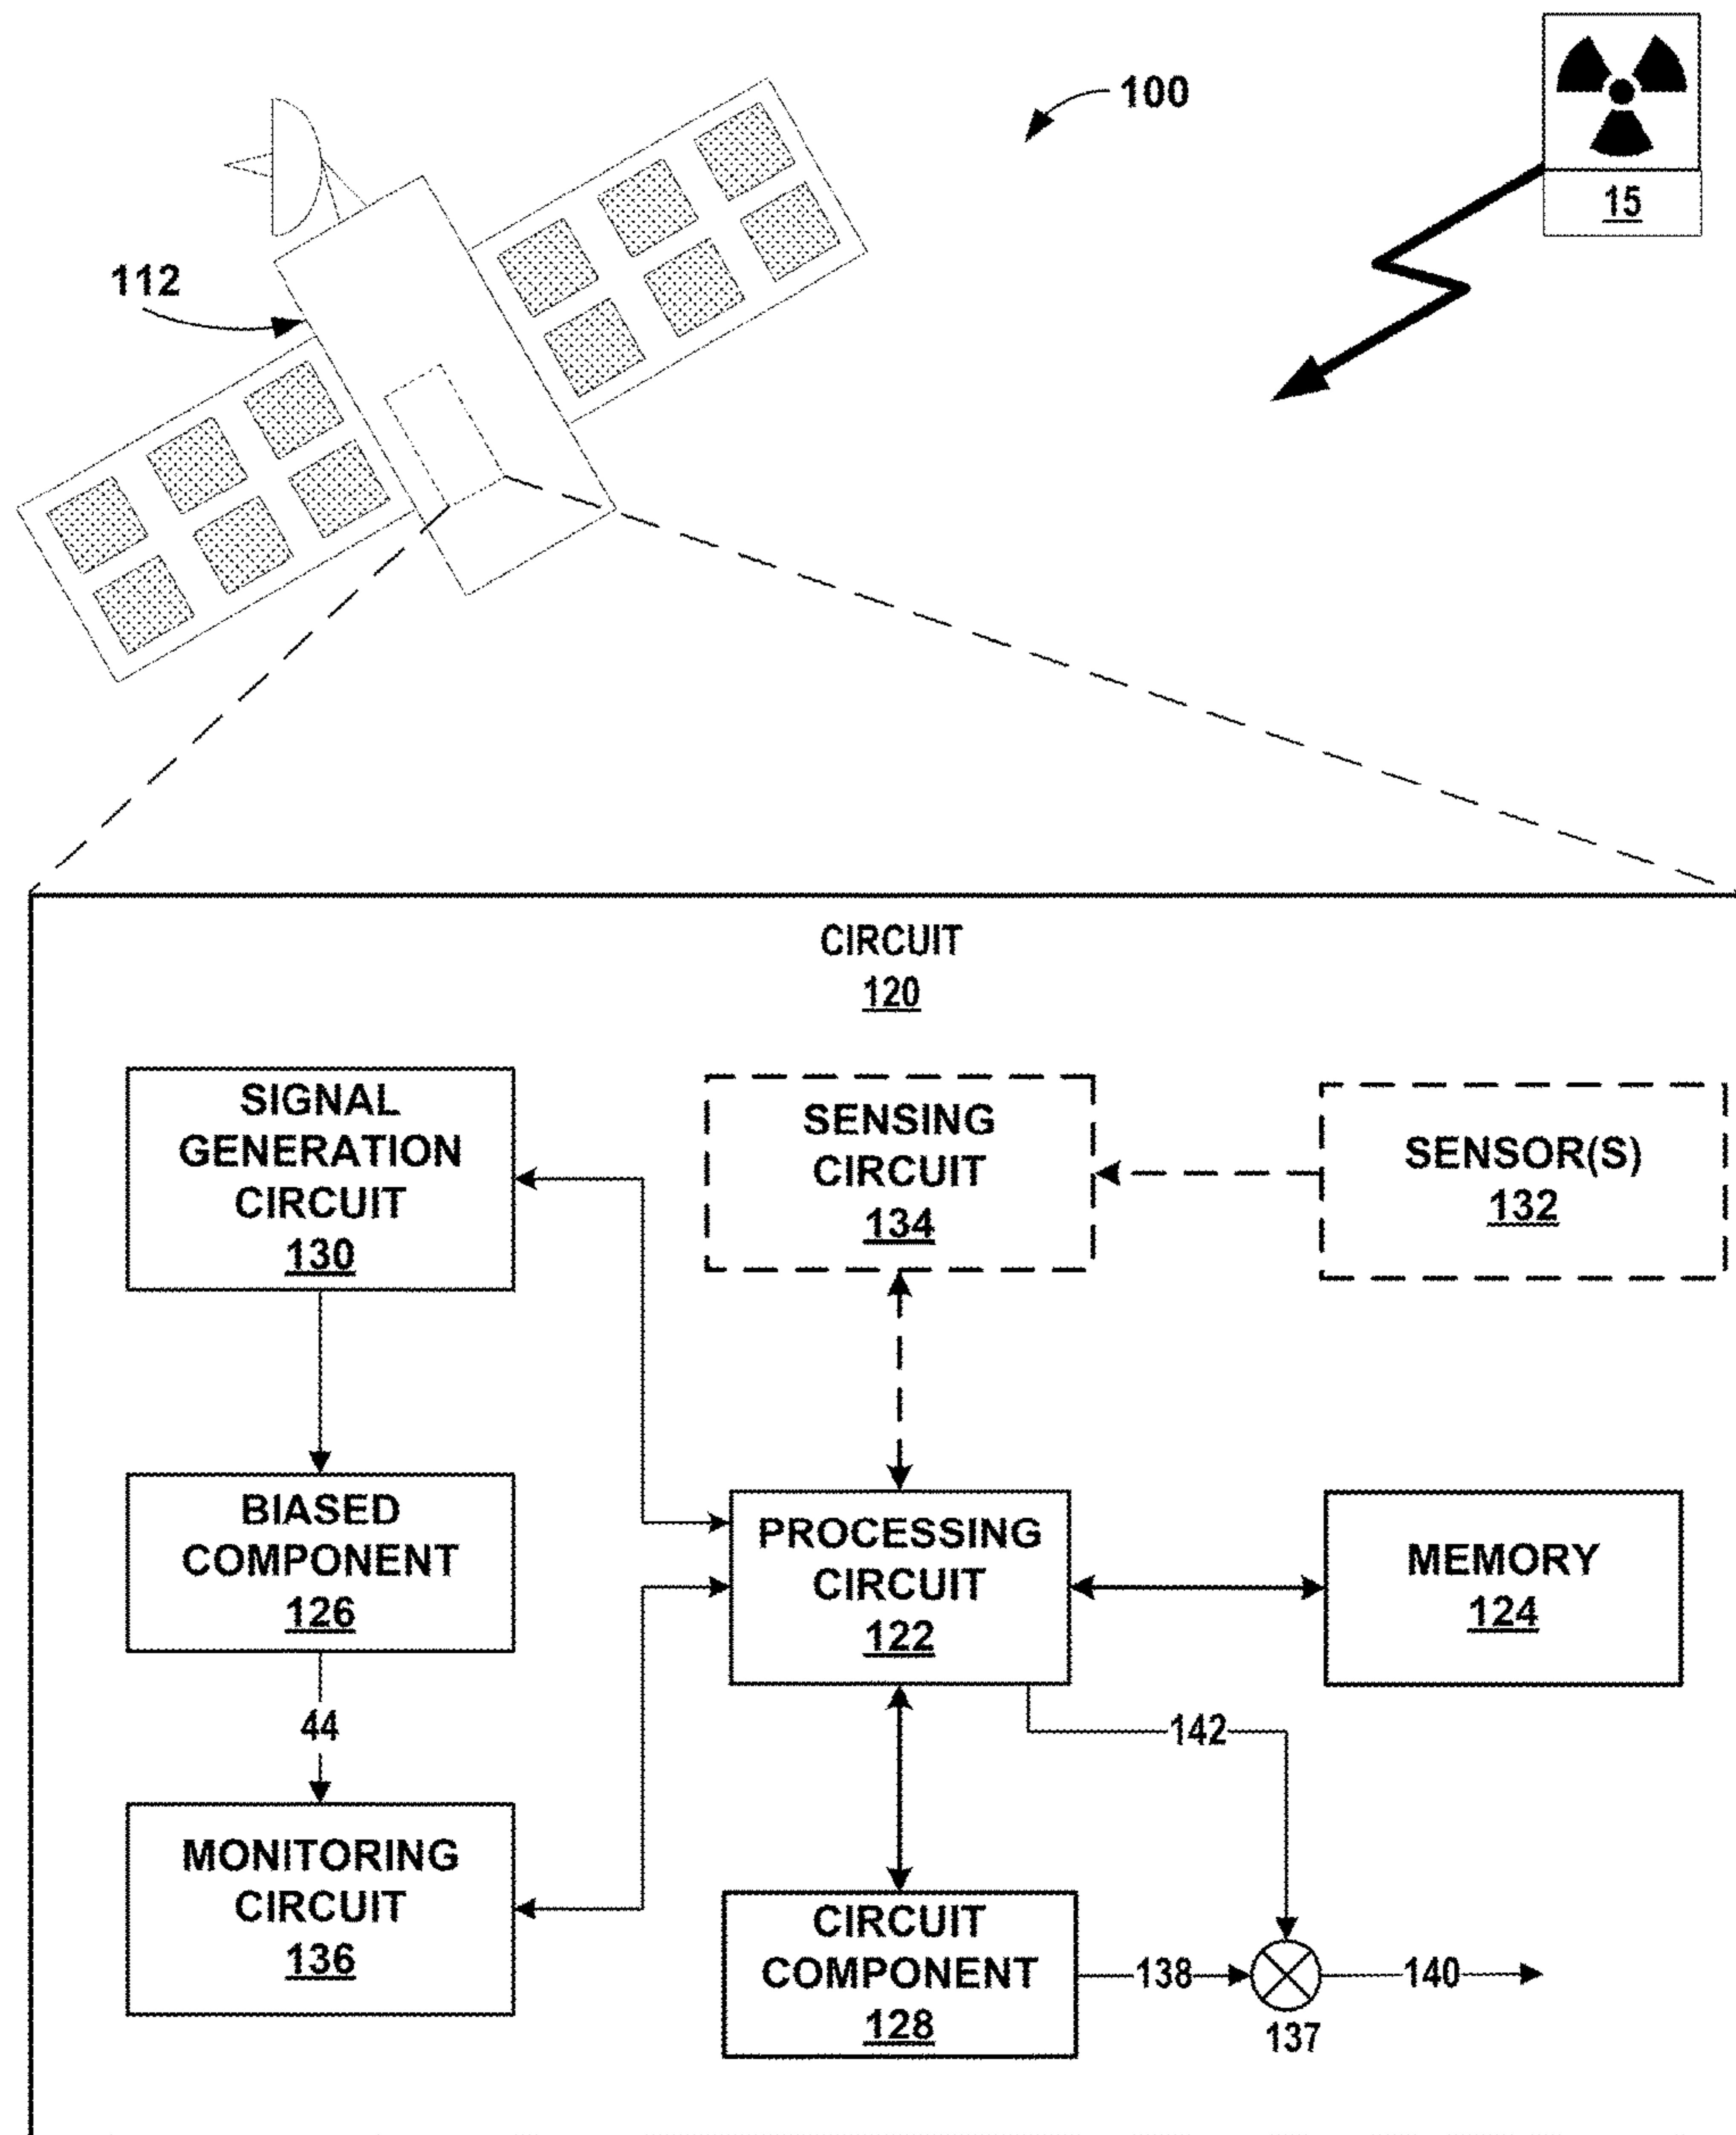 100
15
112
CIRCUIT
120
SIGNAL
GENERATION
CIRCUIT
130
SENSING
CIRCUIT
134
SENSOR(S)
132
BIASED
COMPONENT
126
PROCESSING
CIRCUIT
122
MEMORY
124
44
142
MONITORING
CIRCUIT
136
CIRCUIT
COMPONENT
128
138
140
137